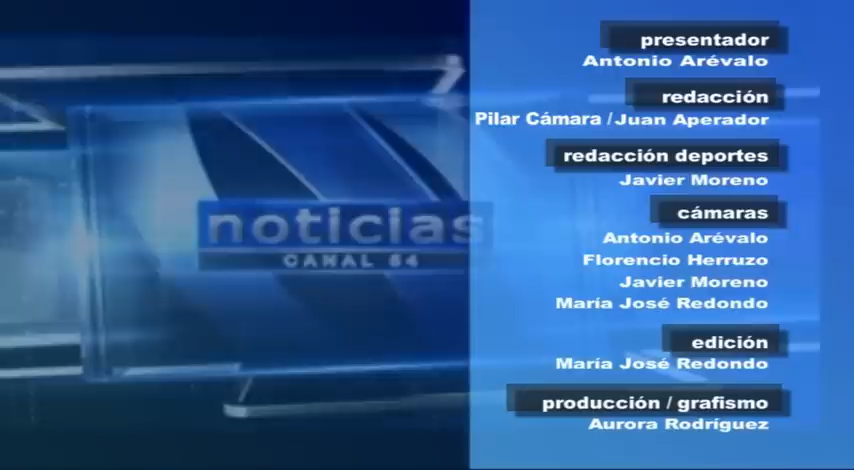 noticias
CANAL 54
presentador
Antonio Arévalo
redacción
Pilar Cámara / Juan Aperador
redacción deportes
Javier Moreno
cámaras
Antonio Arévalo
Florencio Herruzo
Javier Moreno
María José Redondo
edición
María José Redondo
producción / grafismo
Aurora Rodríguez